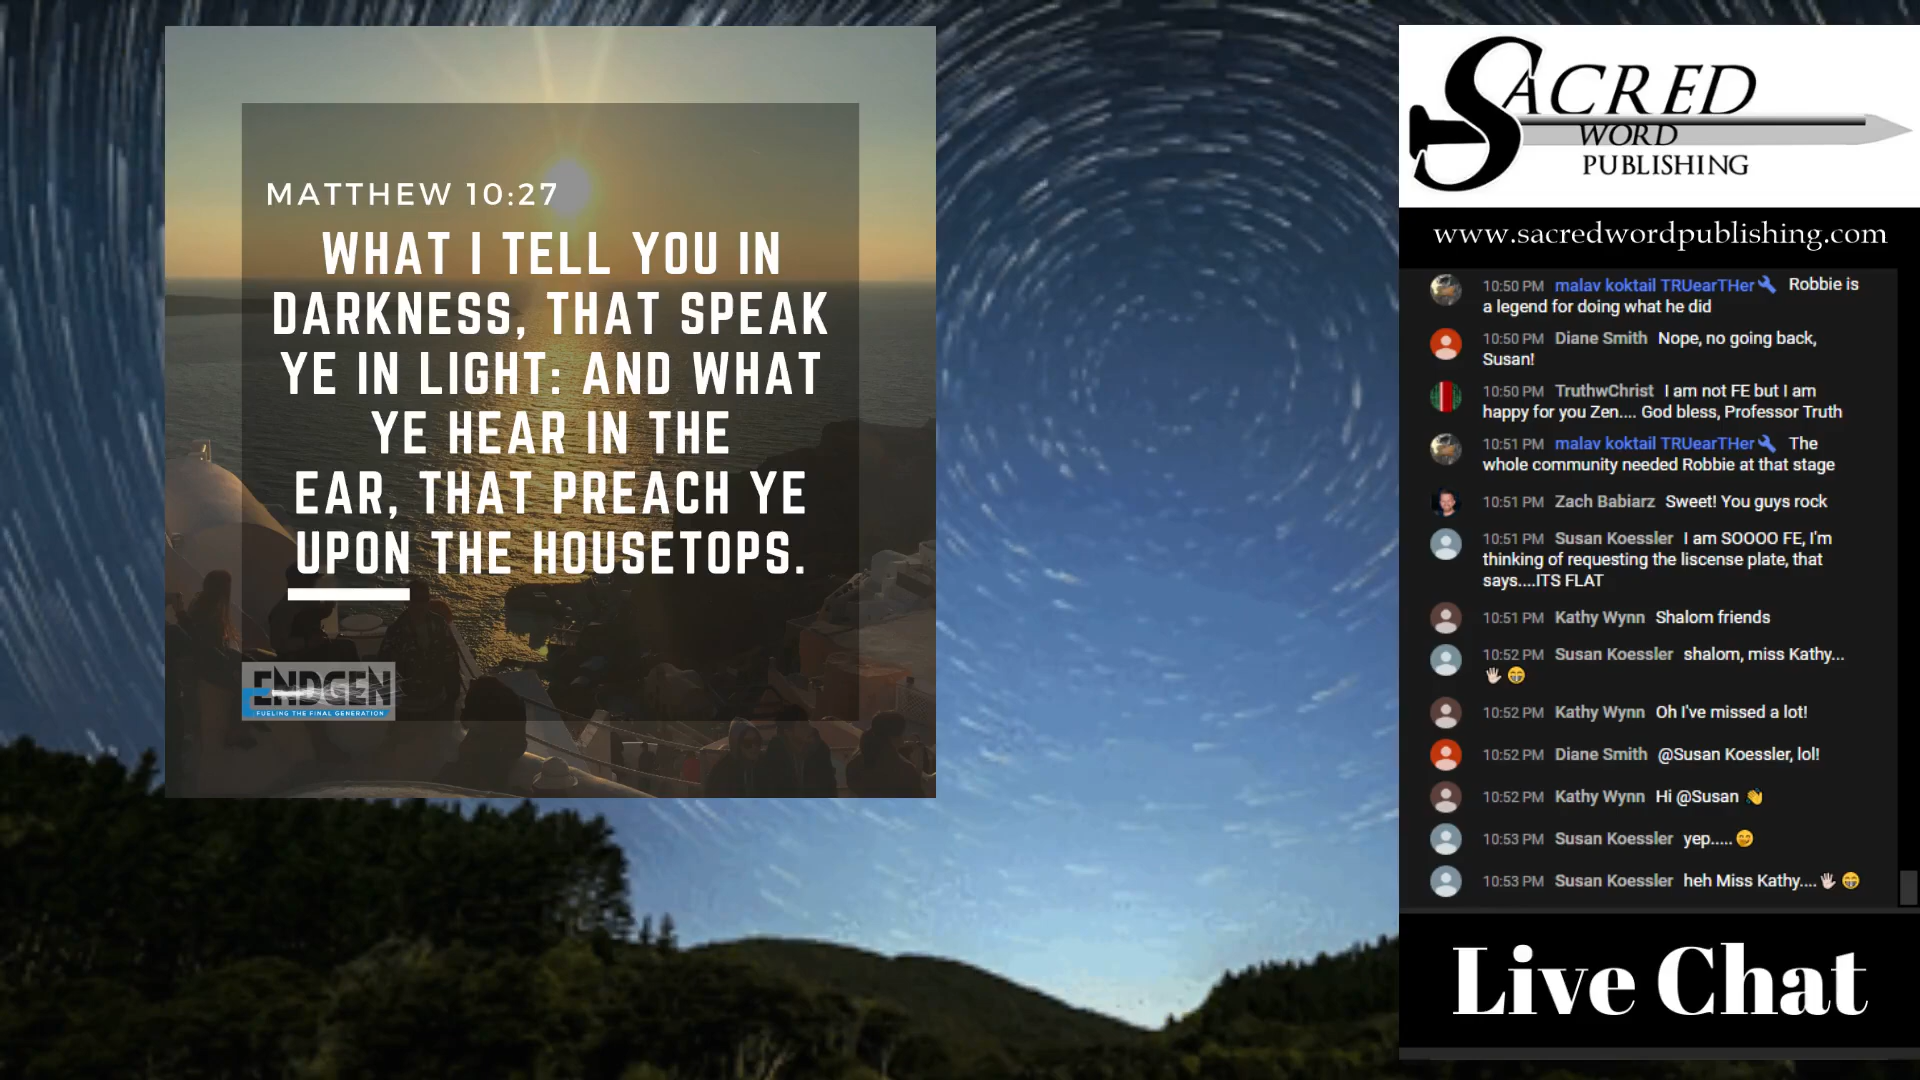 MATTHEW 10:27
WHAT I TELL YOU IN
DARKNESS, THAT SPEAK
YE IN LIGHT: AND WHAT
YE HEAR IN THE
EAR, THAT PREACH YE
UPON THE HOUSETOPS.
ENDGEN
FUELING THE FINAL GENERATION
SACRED
WORD
PUBLISHING
www.sacredwordpublishing.com
10:50 PM malav koktail TRUearTHer Robbie is
a legend for doing what he did
10:50 PM Diane Smith Nope, no going back,
Susan!
10:50 PM TruthwChrist I am not FE but I am
happy for you Zen.... God bless, Professor Truth
10:51 PM malav koktail TRUearTHer The
whole community needed Robbie at that stage
10:51 PM Zach Babiarz Sweet! You guys rock
10:51 PM Susan Koessler I am SOOOO FE, I'm
thinking of requesting the liscense plate, that
says....ITS FLAT
10:51 PM Kathy Wynn Shalom friends
10:52 PM Susan Koessler shalom, miss Kathy...
🖐🏻 😁
10:52 PM Kathy Wynn Oh I've missed a lot!
10:52 PM Diane Smith @Susan Koessler, lol!
10:52 PM Kathy Wynn Hi @Susan 👋
10:53 PM Susan Koessler yep..... 😊
10:53 PM Susan Koessler heh Miss Kathy....🖐🏻 😁
Live Chat